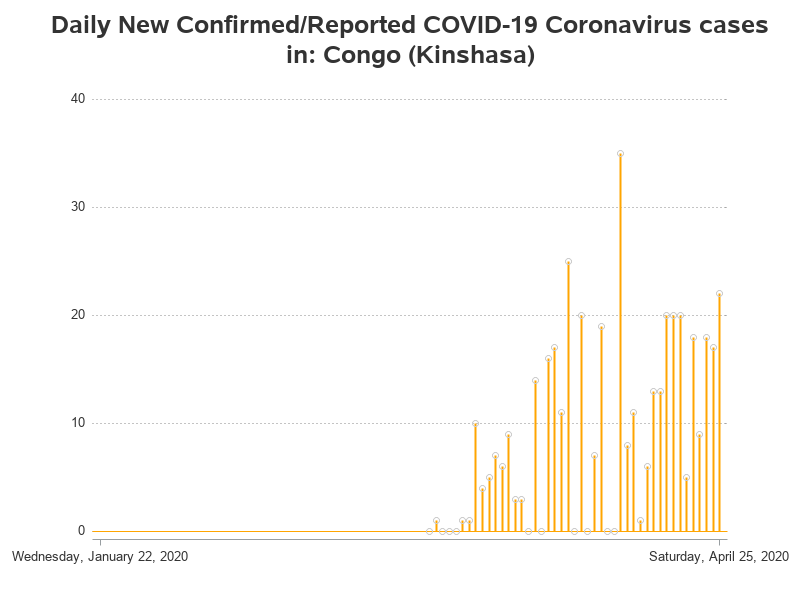 Daily New Confirmed/Reported COVID-19 Coronavirus cases
in: Congo (Kinshasa)
40
30
20
10
0
Wednesday, January 22, 2020 Saturday, April 25, 2020